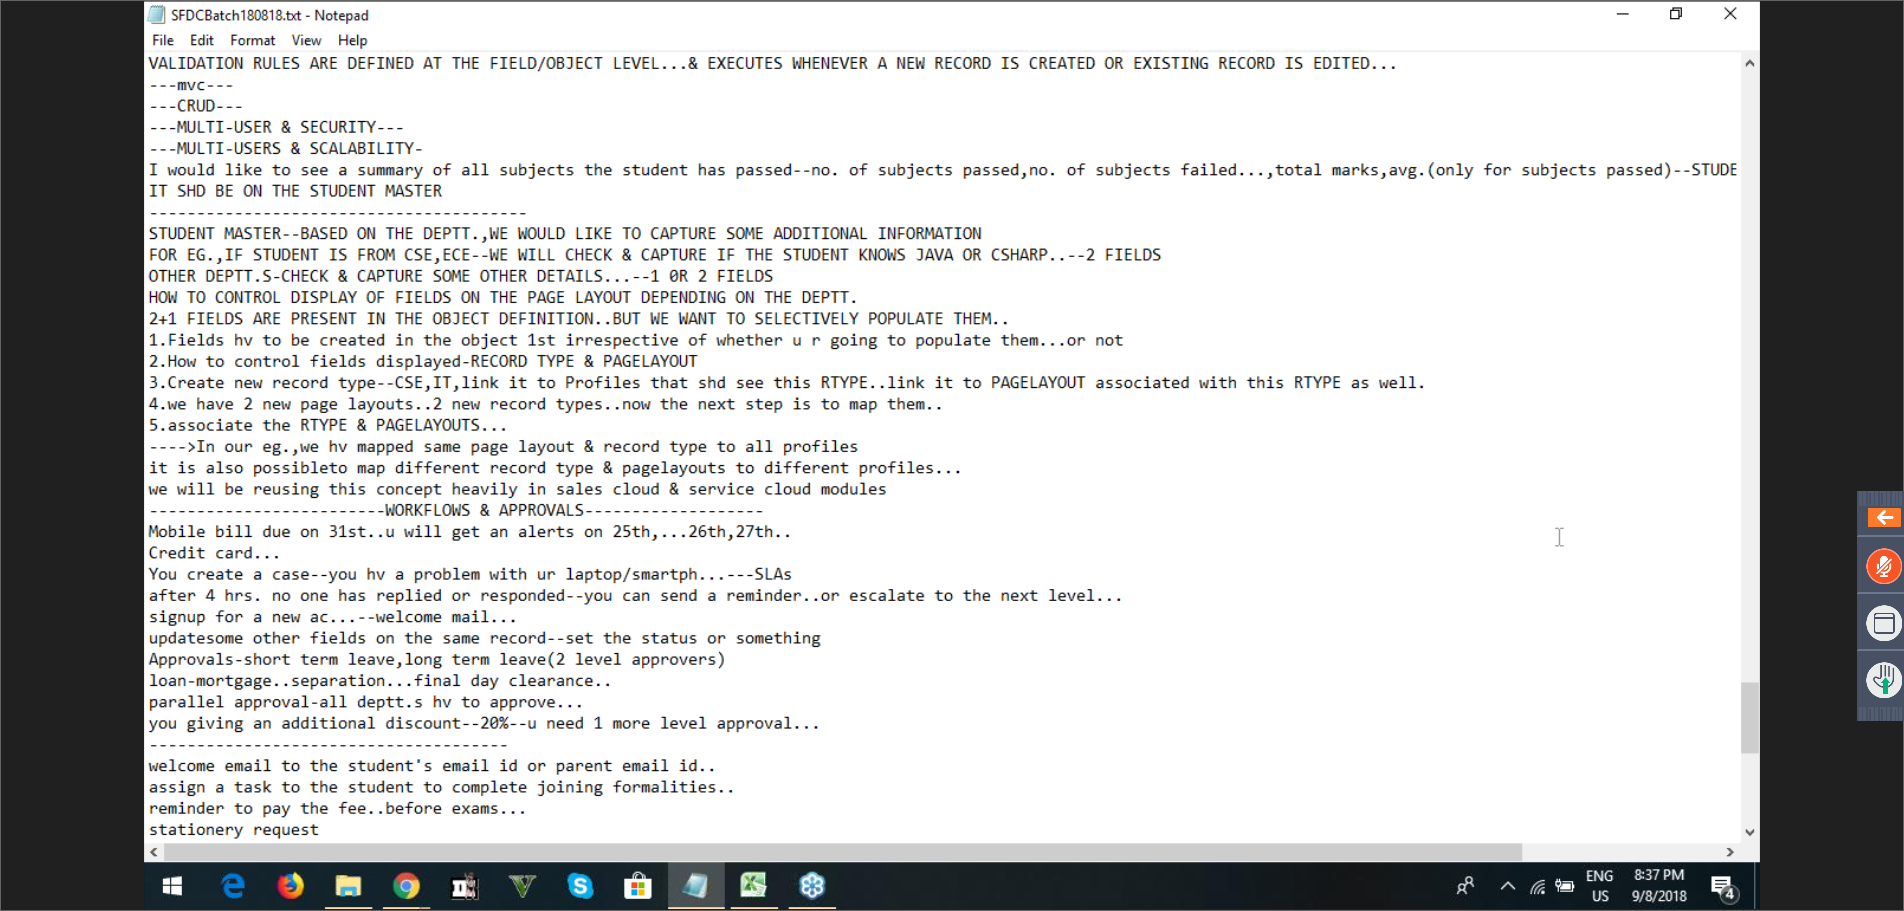 SFDCBatch180818.txt - Notepad
File Edit Format View Help
VALIDATION RULES ARE DEFINED AT THE FIELD/OBJECT LEVEL...& EXECUTES WHENEVER A NEW RECORD IS CREATED OR EXISTING RECORD IS EDITED...
---mvc---
---CRUD---
---MULTI-USER & SECURITY---
---MULTI-USERS & SCALABILITY-
I would like to see a summary of all subjects the student has passed--no. of subjects passed,no. of subjects failed...,total marks,avg.(only for subjects passed)--STUDE
IT SHD BE ON THE STUDENT MASTER
----------------------------------------
STUDENT MASTER--BASED ON THE DEPTT.,WE WOULD LIKE TO CAPTURE SOME ADDITIONAL INFORMATION
FOR EG.,IF STUDENT IS FROM CSE,ECE--WE WILL CHECK & CAPTURE IF THE STUDENT KNOWS JAVA OR CSHARP..--2 FIELDS
OTHER DEPTT.S-CHECK & CAPTURE SOME OTHER DETAILS...--1 0R 2 FIELDS
HOW TO CONTROL DISPLAY OF FIELDS ON THE PAGE LAYOUT DEPENDING ON THE DEPTT.
2+1 FIELDS ARE PRESENT IN THE OBJECT DEFINITION..BUT WE WANT TO SELECTIVELY POPULATE THEM..
1.Fields hv to be created in the object 1st irrespective of whether u r going to populate them...or not
2.How to control fields displayed-RECORD TYPE & PAGELAYOUT
3.Create new record type--CSE,IT,link it to Profiles that shd see this RTYPE..link it to PAGELAYOUT associated with this RTYPE as well.
4.we have 2 new page layouts..2 new record types..now the next step is to map them..
5.associate the RTYPE & PAGELAYOUTS...
---->In our eg.,we hv mapped same page layout & record type to all profiles
it is also possibleto map different record type & pagelayouts to different profiles...
we will be reusing this concept heavily in sales cloud & service cloud modules
-------------------------WORKFLOWS & APPROVALS-------------------
Mobile bill due on 31st..u will get an alerts on 25th,...26th,27th..
Credit card...
You create a case--you hv a problem with ur laptop/smartph...---SLAs
after 4 hrs. no one has replied or responded--you can send a reminder..or escalate to the next level...
signup for a new ac...--welcome mail...
updatesome other fields on the same record--set the status or something
Approvals-short term leave,long term leave(2 level approvers)
loan-mortgage..separation...final day clearance..
parallel approval-all deptt.s hv to approve...
you giving an additional discount--20%--u need 1 more level approval...
--------------------------------------
welcome email to the student's email id or parent email id..
assign a task to the student to complete joining formalities..
reminder to pay the fee..before exams...
stationery request
ENG 8:37 PM
US 9/8/2018 4